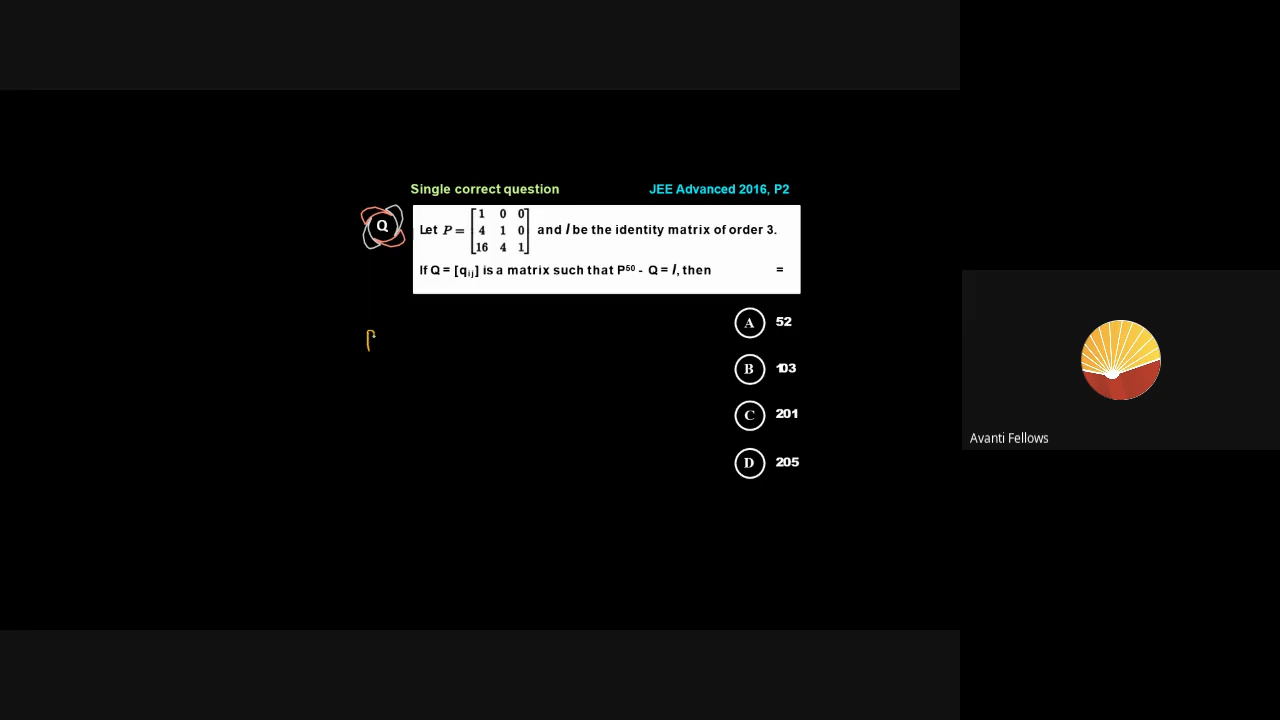 Single correct question JEE Advanced 2016, P2
Q
Let P = [1 0 0; 4 1 0; 16 4 1] and I be the identity matrix of order 3.
If Q = [qᵢⱼ] is a matrix such that P⁵⁰ - Q = I, then =
A 52
B 103
C 201
D 205
Avanti Fellows